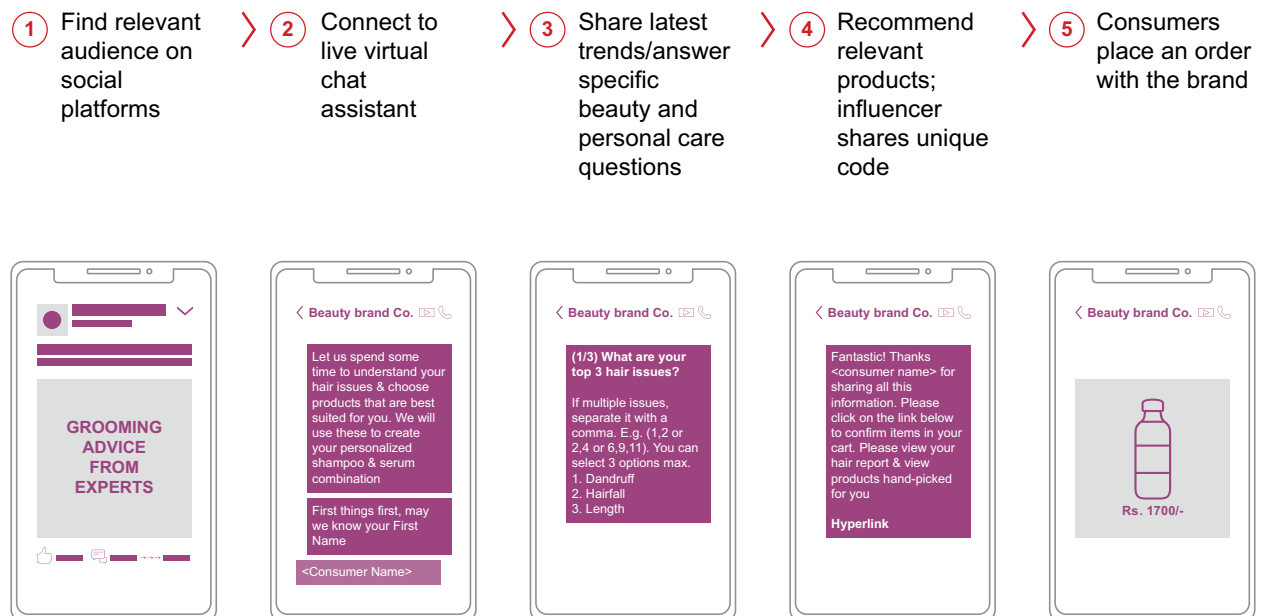 1
Find relevant
audience on
social
platforms
2
Connect to
live virtual
chat
assistant
3
Share latest
trends/answer
specific
beauty and
personal care
questions
4
Recommend
relevant
products;
influencer
shares unique
code
5
Consumers
place an order
with the brand
GROOMING
ADVICE
FROM
EXPERTS
Beauty brand Co.
Let us spend some
time to understand your
hair issues & choose
products that are best
suited for you. We will
use these to create
your personalized
shampoo & serum
combination
First things first, may
we know your First
Name
<Consumer Name>
Beauty brand Co.
(1/3) What are your
top 3 hair issues?
If multiple issues,
separate it with a
comma. E.g. (1,2 or
2,4 or 6,9,11). You can
select 3 options max.
1. Dandruff
2. Hairfall
3. Length
Beauty brand Co.
Fantastic! Thanks
<consumer name> for
sharing all this
information. Please
click on the link below
to confirm items in your
cart. Please view your
hair report & view
products hand-picked
for you
Hyperlink
Beauty brand Co.
Rs. 1700/-